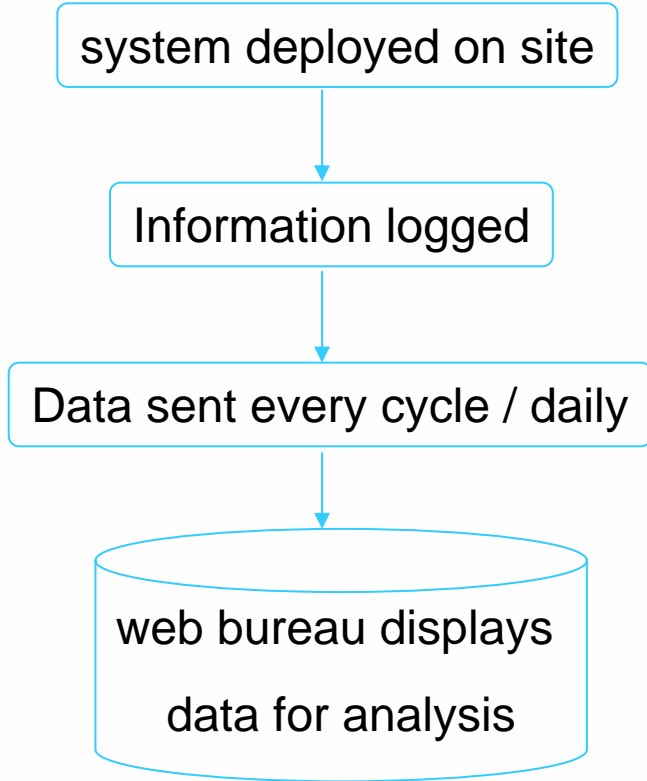 system deployed on site
Information logged
Data sent every cycle / daily
web bureau displays
data for analysis